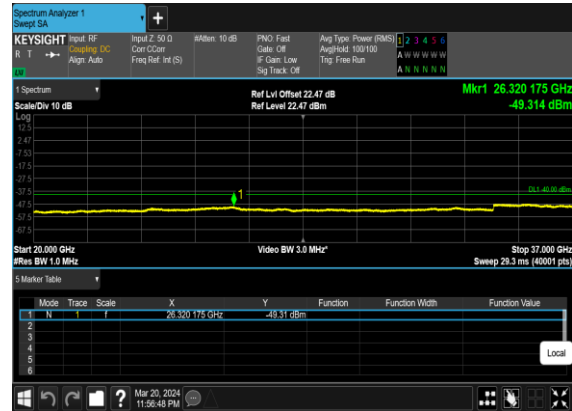 Spectrum Analyzer 1
Swept SA
+
KEYSIGHT Input: RF Input Z: 50 Ω #Atten: 10 dB PNO: Fast Avg Type: Power (RMS) 1 2 3 4 5 6
R T Coupling: DC Corr CCorr Gate: Off Avg|Hold: 100/100 A W W W W W
Align: Auto Freq Ref: Int (S) IF Gain: Low Trig: Free Run
Sig Track: Off A N N N N N
1 Spectrum Ref Lvl Offset 22.47 dB Mkr1 26.320 175 GHz
Scale/Div 10 dB Ref Level 22.47 dBm -49.314 dBm
Log
12.5
2.47
-7.53
-17.5
-27.5
-37.5 DL1 -40.00 dBm
1
-47.5
-57.5
-67.5
Start 20.000 GHz Video BW 3.0 MHz* Stop 37.000 GHz
#Res BW 1.0 MHz Sweep 29.3 ms (40001 pts)
5 Marker Table
Mode Trace Scale X Y Function Function Width Function Value
1 N 1 f 26.320 175 GHz -49.31 dBm
2
3
4
5
6
Local
? Mar 20, 2024
11:56:48 PM